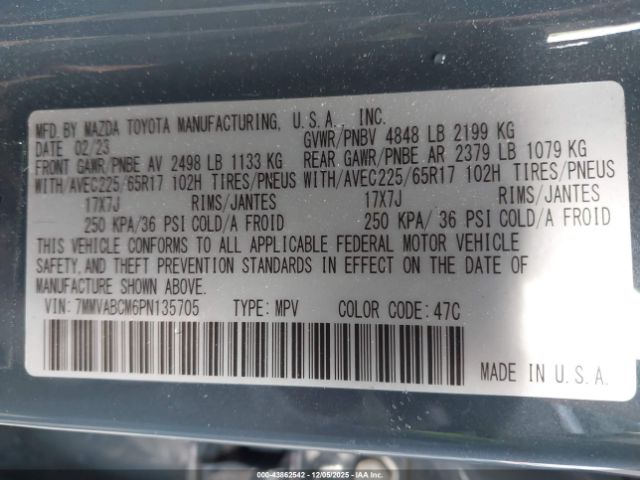 MFD BY MAZDA TOYOTA MANUFACTURING, U.S.A., INC.
DATE 02/23 GVWR/PNBV 4848 LB 2199 KG
FRONT GAWR/PNBE AV 2498 LB 1133 KG REAR GAWR/PNBE AR 2379 LB 1079 KG
WITH/AVEC225/65R17 102H TIRES/PNEUS WITH/AVEC225/65R17 102H TIRES/PNEUS
17X7J RIMS/JANTES 17X7J RIMS/JANTES
250 KPA/36 PSI COLD/A FROID 250 KPA/ 36 PSI COLD/A FROID
THIS VEHICLE CONFORMS TO ALL APPLICABLE FEDERAL MOTOR VEHICLE
SAFETY, AND THEFT PREVENTION STANDARDS IN EFFECT ON THE DATE OF
MANUFACTURE SHOWN ABOVE.
VIN: 7MMVABCM6PN135705 TYPE: MPV COLOR CODE: 47C
MADE IN U.S.A.
000-43862542 - 12/05/2025 - IAA Inc.